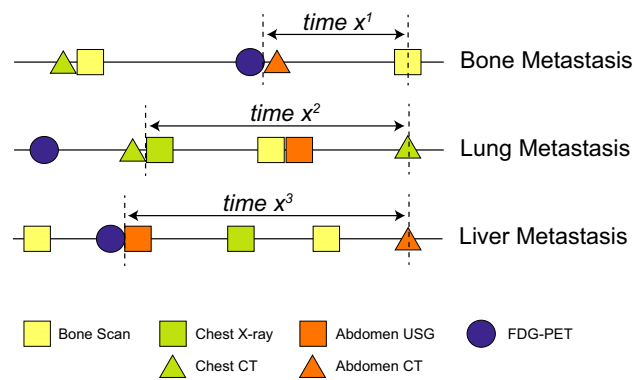 time x¹
Bone Metastasis
time x²
Lung Metastasis
time x³
Liver Metastasis
Bone Scan
Chest X-ray
Abdomen USG
FDG-PET
Chest CT
Abdomen CT